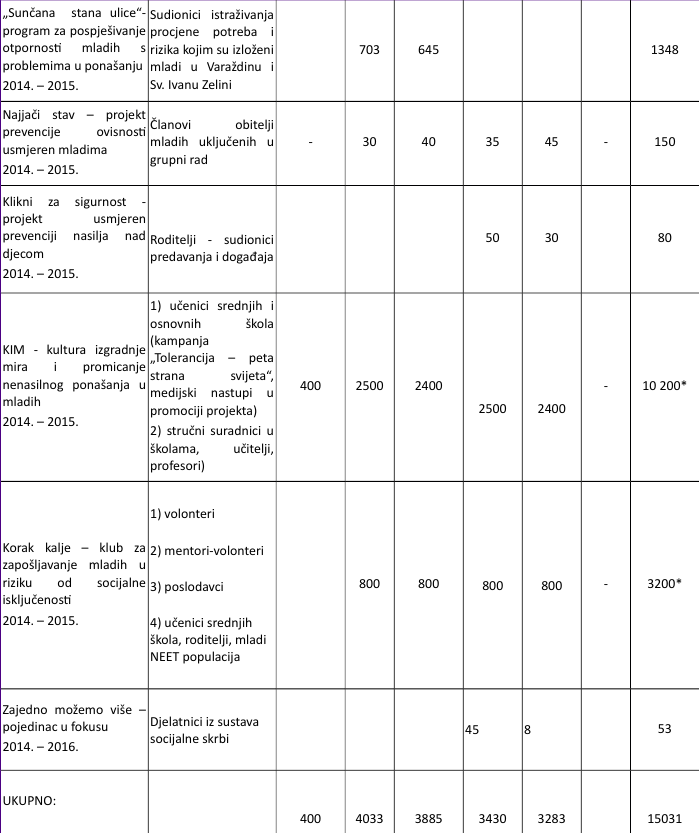 „Sunčana stana ulice“-
program za pospješivanje
otpornosti mladih s
problemima u ponašanju
2014. – 2015.
Sudionici istraživanja
procjene potreba i
rizika kojim su izloženi
mladi u Varaždinu i
Sv. Ivanu Zelini
703 645 1348
Najjači stav – projekt
prevencije ovisnosti
usmjeren mladima
2014. – 2015.
Članovi obitelji
mladih uključenih u
grupni rad
- 30 40 35 45 - 150
Klikni za sigurnost -
projekt usmjeren
prevenciji nasilja nad
djecom
2014. – 2015.
Roditelji - sudionici
predavanja i događaja
50 30 80
KIM - kultura izgradnje
mira i promicanje
nenasilnog ponašanja u
mladih
2014. – 2015.
1) učenici srednjih i
osnovnih škola
(kampanja
„Tolerancija – peta
strana svijeta“,
medijski nastupi u
promociji projekta)
2) stručni suradnici u
školama, učitelji,
profesori)
400 2500 2400 2500 2400 - 10 200*
Korak kalje – klub za
zapošljavanje mladih u
riziku od socijalne
isključenosti
2014. – 2015.
1) volonteri
2) mentori-volonteri
3) poslodavci
4) učenici srednjih
škola, roditelji, mladi
NEET populacija
800 800 800 800 - 3200*
Zajedno možemo više –
pojedinac u fokusu
2014. – 2016.
Djelatnici iz sustava
socijalne skrbi
45 8 53
UKUPNO:
400 4033 3885 3430 3283 15031